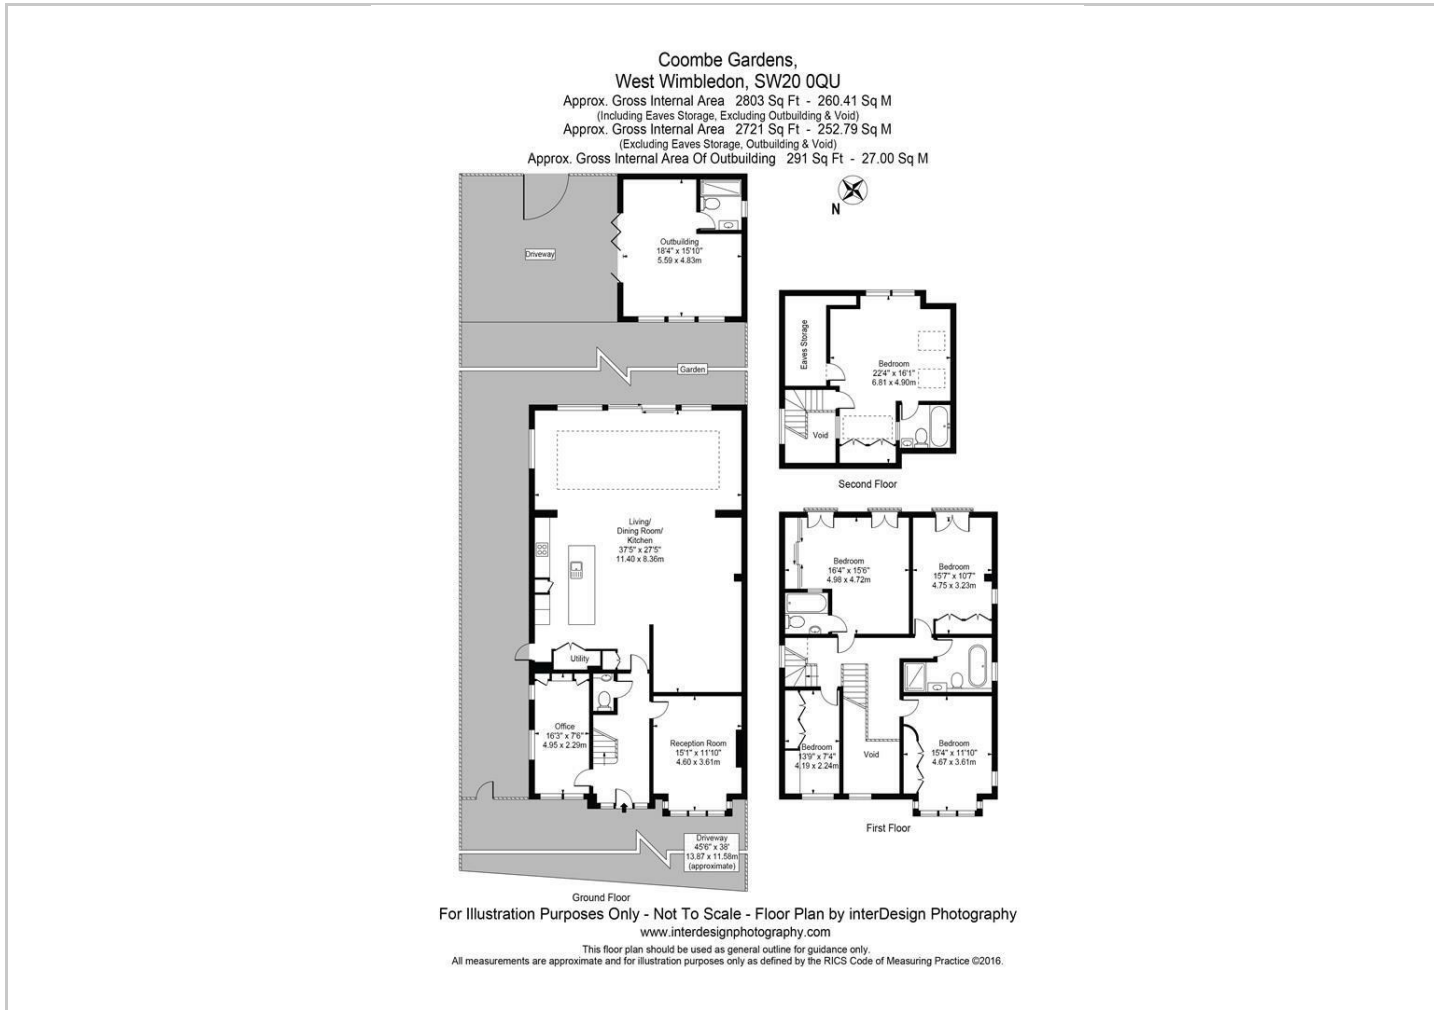 Coombe Gardens,
West Wimbledon, SW20 0QU
Approx. Gross Internal Area 2803 Sq Ft - 260.41 Sq M
(Including Eaves Storage, Excluding Outbuilding & Void)
Approx. Gross Internal Area 2721 Sq Ft - 252.79 Sq M
(Excluding Eaves Storage, Outbuilding & Void)
Approx. Gross Internal Area Of Outbuilding 291 Sq Ft - 27.00 Sq M
N
Driveway
Outbuilding
18'4" x 15'10"
5.59 x 4.83m
Garden
Eaves Storage
Bedroom
22'4" x 16'1"
6.81 x 4.90m
Void
Second Floor
Living/
Dining Room/
Kitchen
37'5" x 27'5"
11.40 x 8.36m
Utility
Office
16'3" x 7'6"
4.95 x 2.29m
Reception Room
15'1" x 11'10"
4.60 x 3.61m
Bedroom
16'4" x 15'6"
4.98 x 4.72m
Bedroom
15'7" x 10'7"
4.75 x 3.23m
Bedroom
13'9" x 7'4"
4.19 x 2.24m
Void
Bedroom
15'4" x 11'10"
4.67 x 3.61m
First Floor
Driveway
45'6" x 38'
13.87 x 11.58m
(approximate)
Ground Floor
For Illustration Purposes Only - Not To Scale - Floor Plan by interDesign Photography
www.interdesignphotography.com
This floor plan should be used as general outline for guidance only.
All measurements are approximate and for illustration purposes only as defined by the RICS Code of Measuring Practice ©2016.